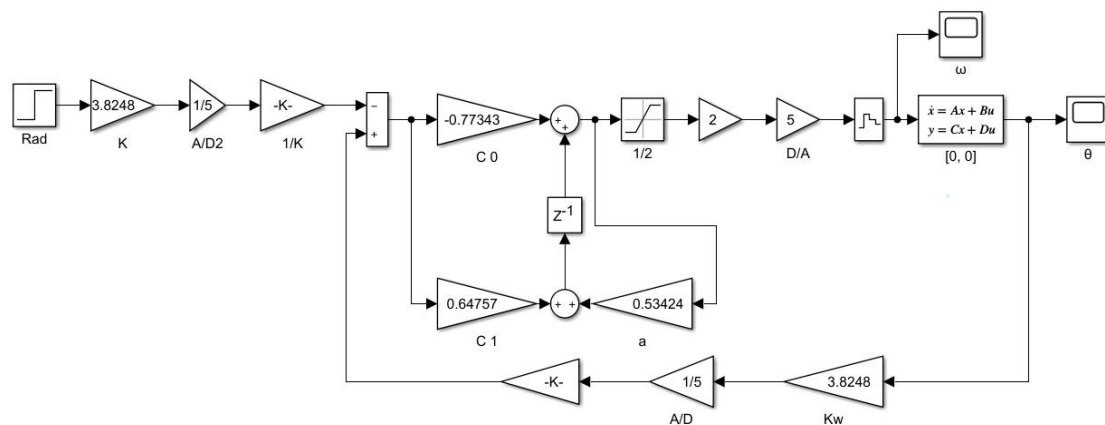 ω
3.8248
1/5
-K-
−
+
-0.77343
+
+
2
5
ẋ = Ax + Bu
y = Cx + Du
Rad
K
A/D2
1/K
C 0
1/2
D/A
[0, 0]
θ
Z-1
0.64757
+ +
0.53424
C 1
a
-K-
1/5
3.8248
A/D
Kw